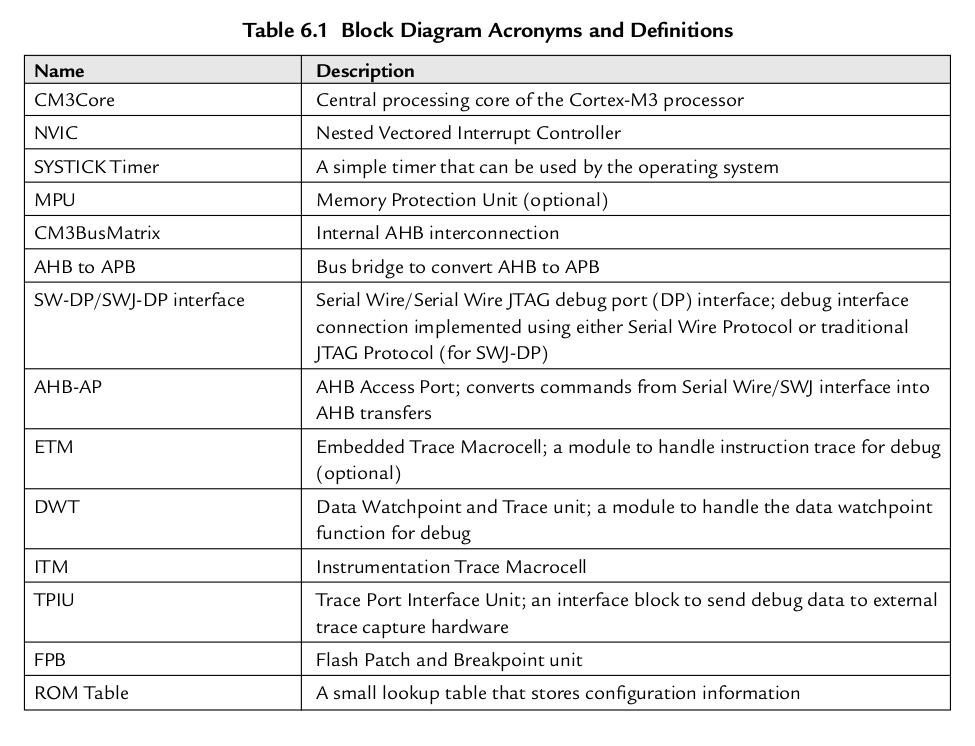 Table 6.1 Block Diagram Acronyms and Definitions
Name Description
CM3Core Central processing core of the Cortex-M3 processor
NVIC Nested Vectored Interrupt Controller
SYSTICK Timer A simple timer that can be used by the operating system
MPU Memory Protection Unit (optional)
CM3BusMatrix Internal AHB interconnection
AHB to APB Bus bridge to convert AHB to APB
SW-DP/SWJ-DP interface Serial Wire/Serial Wire JTAG debug port (DP) interface; debug interface
connection implemented using either Serial Wire Protocol or traditional
JTAG Protocol (for SWJ-DP)
AHB-AP AHB Access Port; converts commands from Serial Wire/SWJ interface into
AHB transfers
ETM Embedded Trace Macrocell; a module to handle instruction trace for debug
(optional)
DWT Data Watchpoint and Trace unit; a module to handle the data watchpoint
function for debug
ITM Instrumentation Trace Macrocell
TPIU Trace Port Interface Unit; an interface block to send debug data to external
trace capture hardware
FPB Flash Patch and Breakpoint unit
ROM Table A small lookup table that stores configuration information